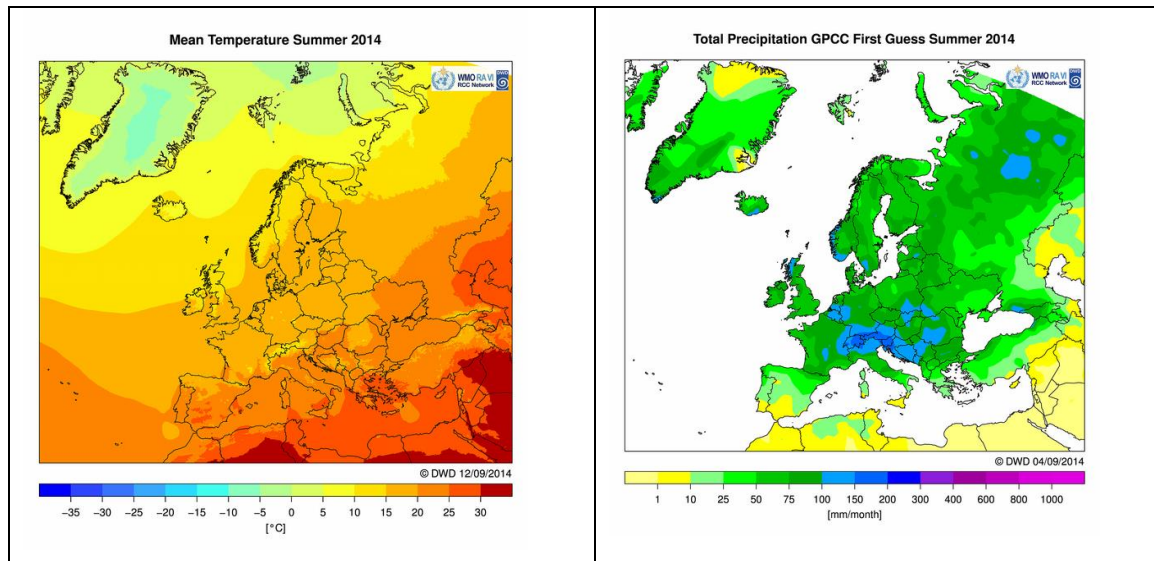 Mean Temperature Summer 2014
WMO RA VI
RCC Network
© DWD 12/09/2014
−35 −30 −25 −20 −15 −10 −5 0 5 10 15 20 25 30
[°C]
Total Precipitation GPCC First Guess Summer 2014
WMO RA VI
RCC Network
© DWD 04/09/2014
1 10 25 50 75 100 150 200 300 400 600 800 1000
[mm/month]